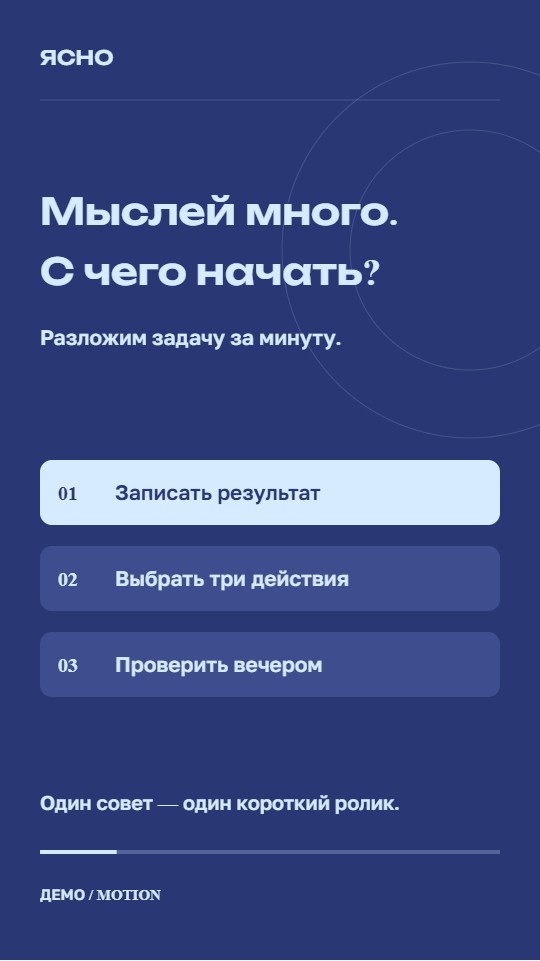 ЯСНО
Мыслей много.
С чего начать?
Разложим задачу за минуту.
01 Записать результат
02 Выбрать три действия
03 Проверить вечером
Один совет — один короткий ролик.
ДЕМО / MOTION